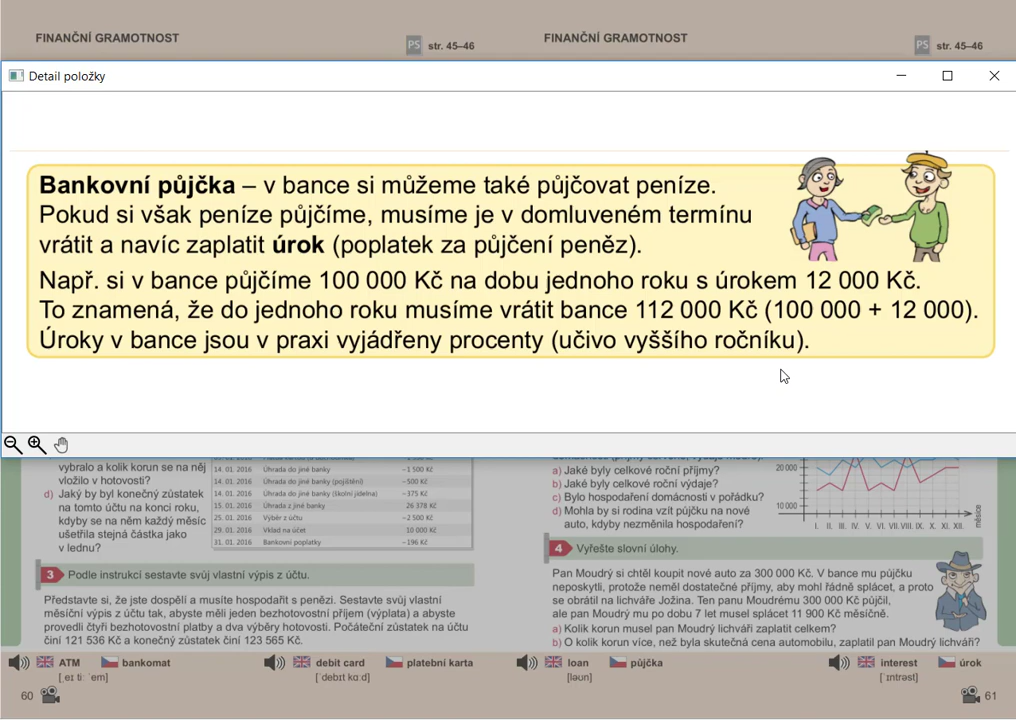 FINANČNÍ GRAMOTNOST
PS str. 45–46
FINANČNÍ GRAMOTNOST
PS str. 45–46
Detail položky
Bankovní půjčka – v bance si můžeme také půjčovat peníze.
Pokud si však peníze půjčíme, musíme je v domluveném termínu
vrátit a navíc zaplatit úrok (poplatek za půjčení peněz).
Např. si v bance půjčíme 100 000 Kč na dobu jednoho roku s úrokem 12 000 Kč.
To znamená, že do jednoho roku musíme vrátit bance 112 000 Kč (100 000 + 12 000).
Úroky v bance jsou v praxi vyjádřeny procenty (učivo vyššího ročníku).
vybralo a kolik korun se na něj
vložilo v hotovosti?
d) Jaký by byl konečný zůstatek
na tomto účtu na konci roku,
kdyby se na něm každý měsíc
ušetřila stejná částka jako
v lednu?
14. 01. 2016 Úhrada do jiné banky –1 500 Kč
14. 01. 2016 Úhrada do jiné banky (pojištění) –500 Kč
14. 01. 2016 Úhrada do jiné banky (školní jídelna) –375 Kč
15. 01. 2016 Úhrada z jiné banky 26 378 Kč
25. 01. 2016 Výběr z účtu –2 500 Kč
29. 01. 2016 Vklad na účet 10 000 Kč
31. 01. 2016 Bankovní poplatky –196 Kč
3 Podle instrukcí sestavte svůj vlastní výpis z účtu.
Představte si, že jste dospělí a musíte hospodařit s penězi. Sestavte svůj vlastní
měsíční výpis z účtu tak, abyste měli jeden bezhotovostní příjem (výplata) a abyste
provedli čtyři bezhotovostní platby a dva výběry hotovosti. Počáteční zůstatek na účtu
činí 121 536 Kč a konečný zůstatek činí 123 565 Kč.
a) Jaké byly celkové roční příjmy?
b) Jaké byly celkové roční výdaje?
c) Bylo hospodaření domácnosti v pořádku?
d) Mohla by si rodina vzít půjčku na nové
auto, kdyby nezměnila hospodaření?
20 000
10 000
I. II. III. IV. V. VI. VII. VIII. IX. X. XI. XII.
měsíce
4 Vyřešte slovní úlohy.
Pan Moudrý si chtěl koupit nové auto za 300 000 Kč. V bance mu půjčku
neposkytli, protože neměl dostatečné příjmy, aby mohl řádně splácet, a proto
se obrátil na lichváře Jožina. Ten panu Moudrému 300 000 Kč půjčil,
ale pan Moudrý mu po dobu 7 let musel splácet 11 900 Kč měsíčně.
a) Kolik korun musel pan Moudrý lichváři zaplatit celkem?
b) O kolik korun více, než byla skutečná cena automobilu, zaplatil pan Moudrý lichváři?
ATM bankomat debit card platební karta loan půjčka interest úrok
[ˌeɪ tiː ˈem] [ˈdebɪt kɑːd] [ləʊn] [ˈɪntrəst]
60 61